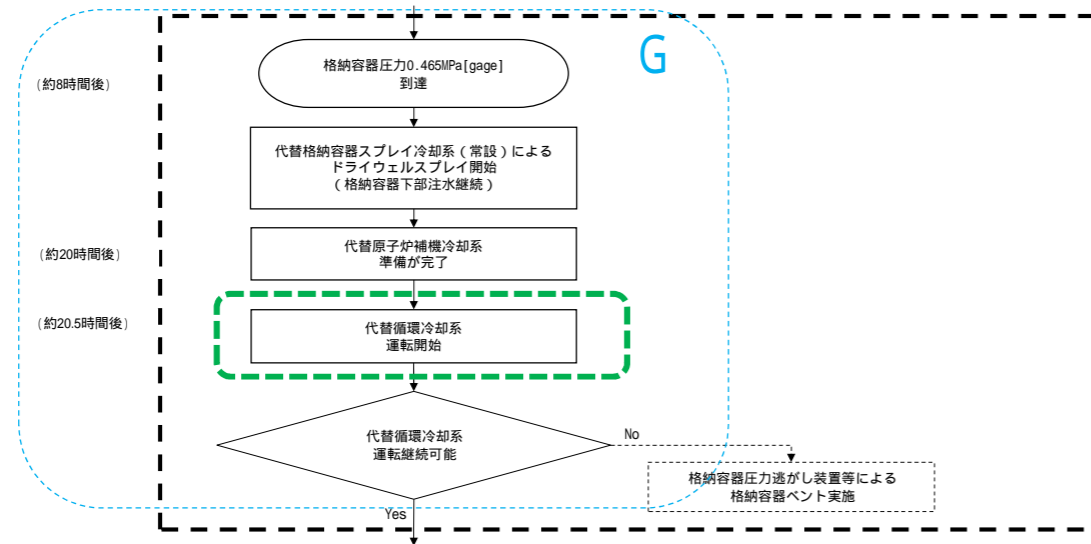 G
格納容器圧力0.465MPa[gage]
到達
(約8時間後)
代替格納容器スプレイ冷却系(常設)による
ドライウェルスプレイ開始
(格納容器下部注水継続)
(約20時間後)
代替原子炉補機冷却系
準備が完了
(約20.5時間後)
代替循環冷却系
運転開始
代替循環冷却系
運転継続可能
No
格納容器圧力逃がし装置等による
格納容器ベント実施
Yes